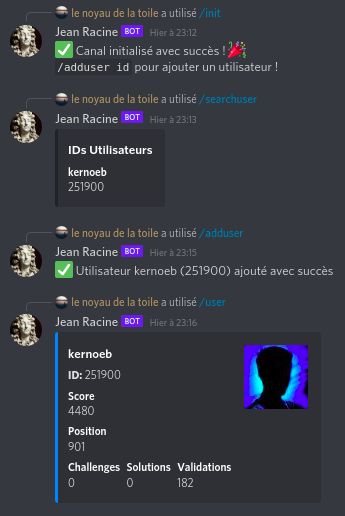 le noyau de la toile a utilisé /init
Jean Racine BOT Hier à 23:12
Canal initialisé avec succès !
/adduser id pour ajouter un utilisateur !
le noyau de la toile a utilisé /searchuser
Jean Racine BOT Hier à 23:13
IDs Utilisateurs
kernoeb
251900
le noyau de la toile a utilisé /adduser
Jean Racine BOT Hier à 23:15
Utilisateur kernoeb (251900) ajouté avec succès
le noyau de la toile a utilisé /user
Jean Racine BOT Hier à 23:16
kernoeb
ID: 251900
Score
4480
Position
901
Challenges Solutions Validations
0 0 182